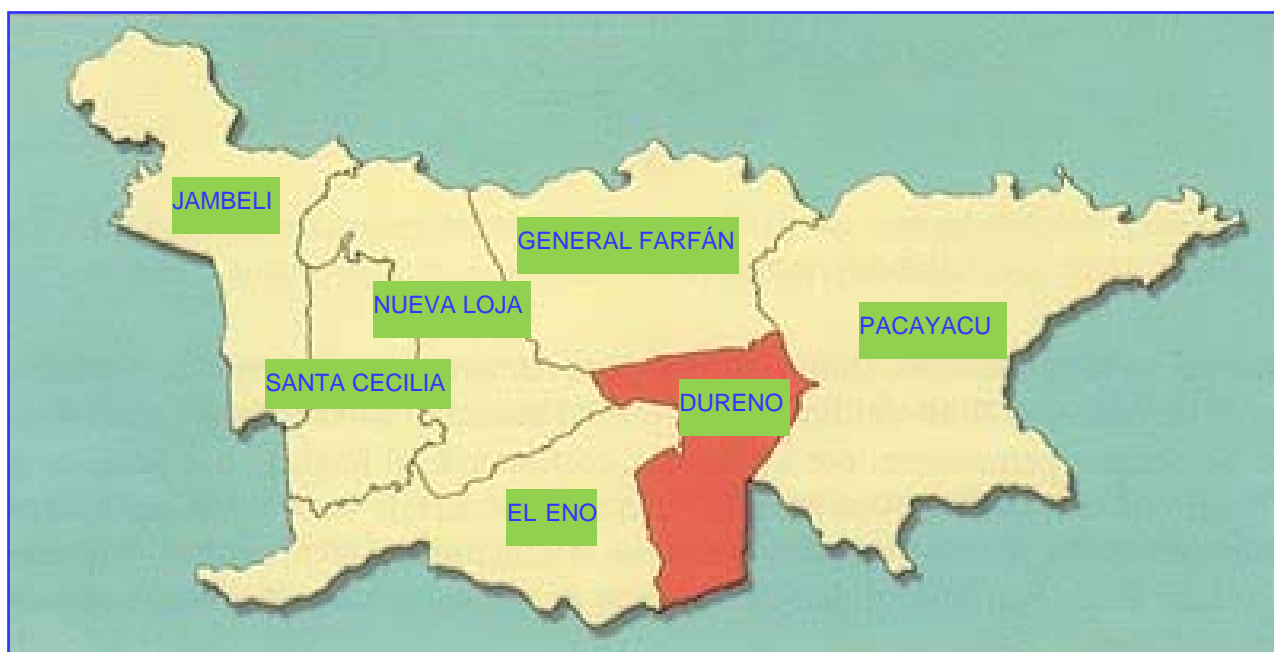 JAMBELI
GENERAL FARFÁN
NUEVA LOJA
PACAYACU
SANTA CECILIA
DURENO
EL ENO